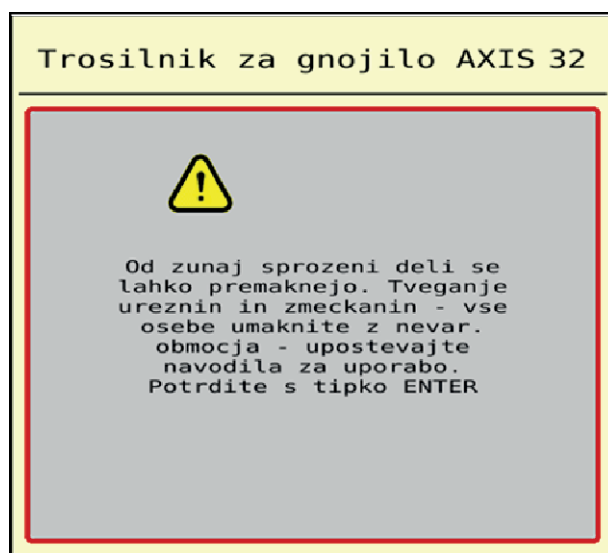 Trosilnik za gnojilo AXIS 32
Od zunaj sprozeni deli se
lahko premaknejo. Tveganje
ureznin in zmeckanin - vse
osebe umaknite z nevar.
obmocja - upostevajte
navodila za uporabo.
Potrdite s tipko ENTER